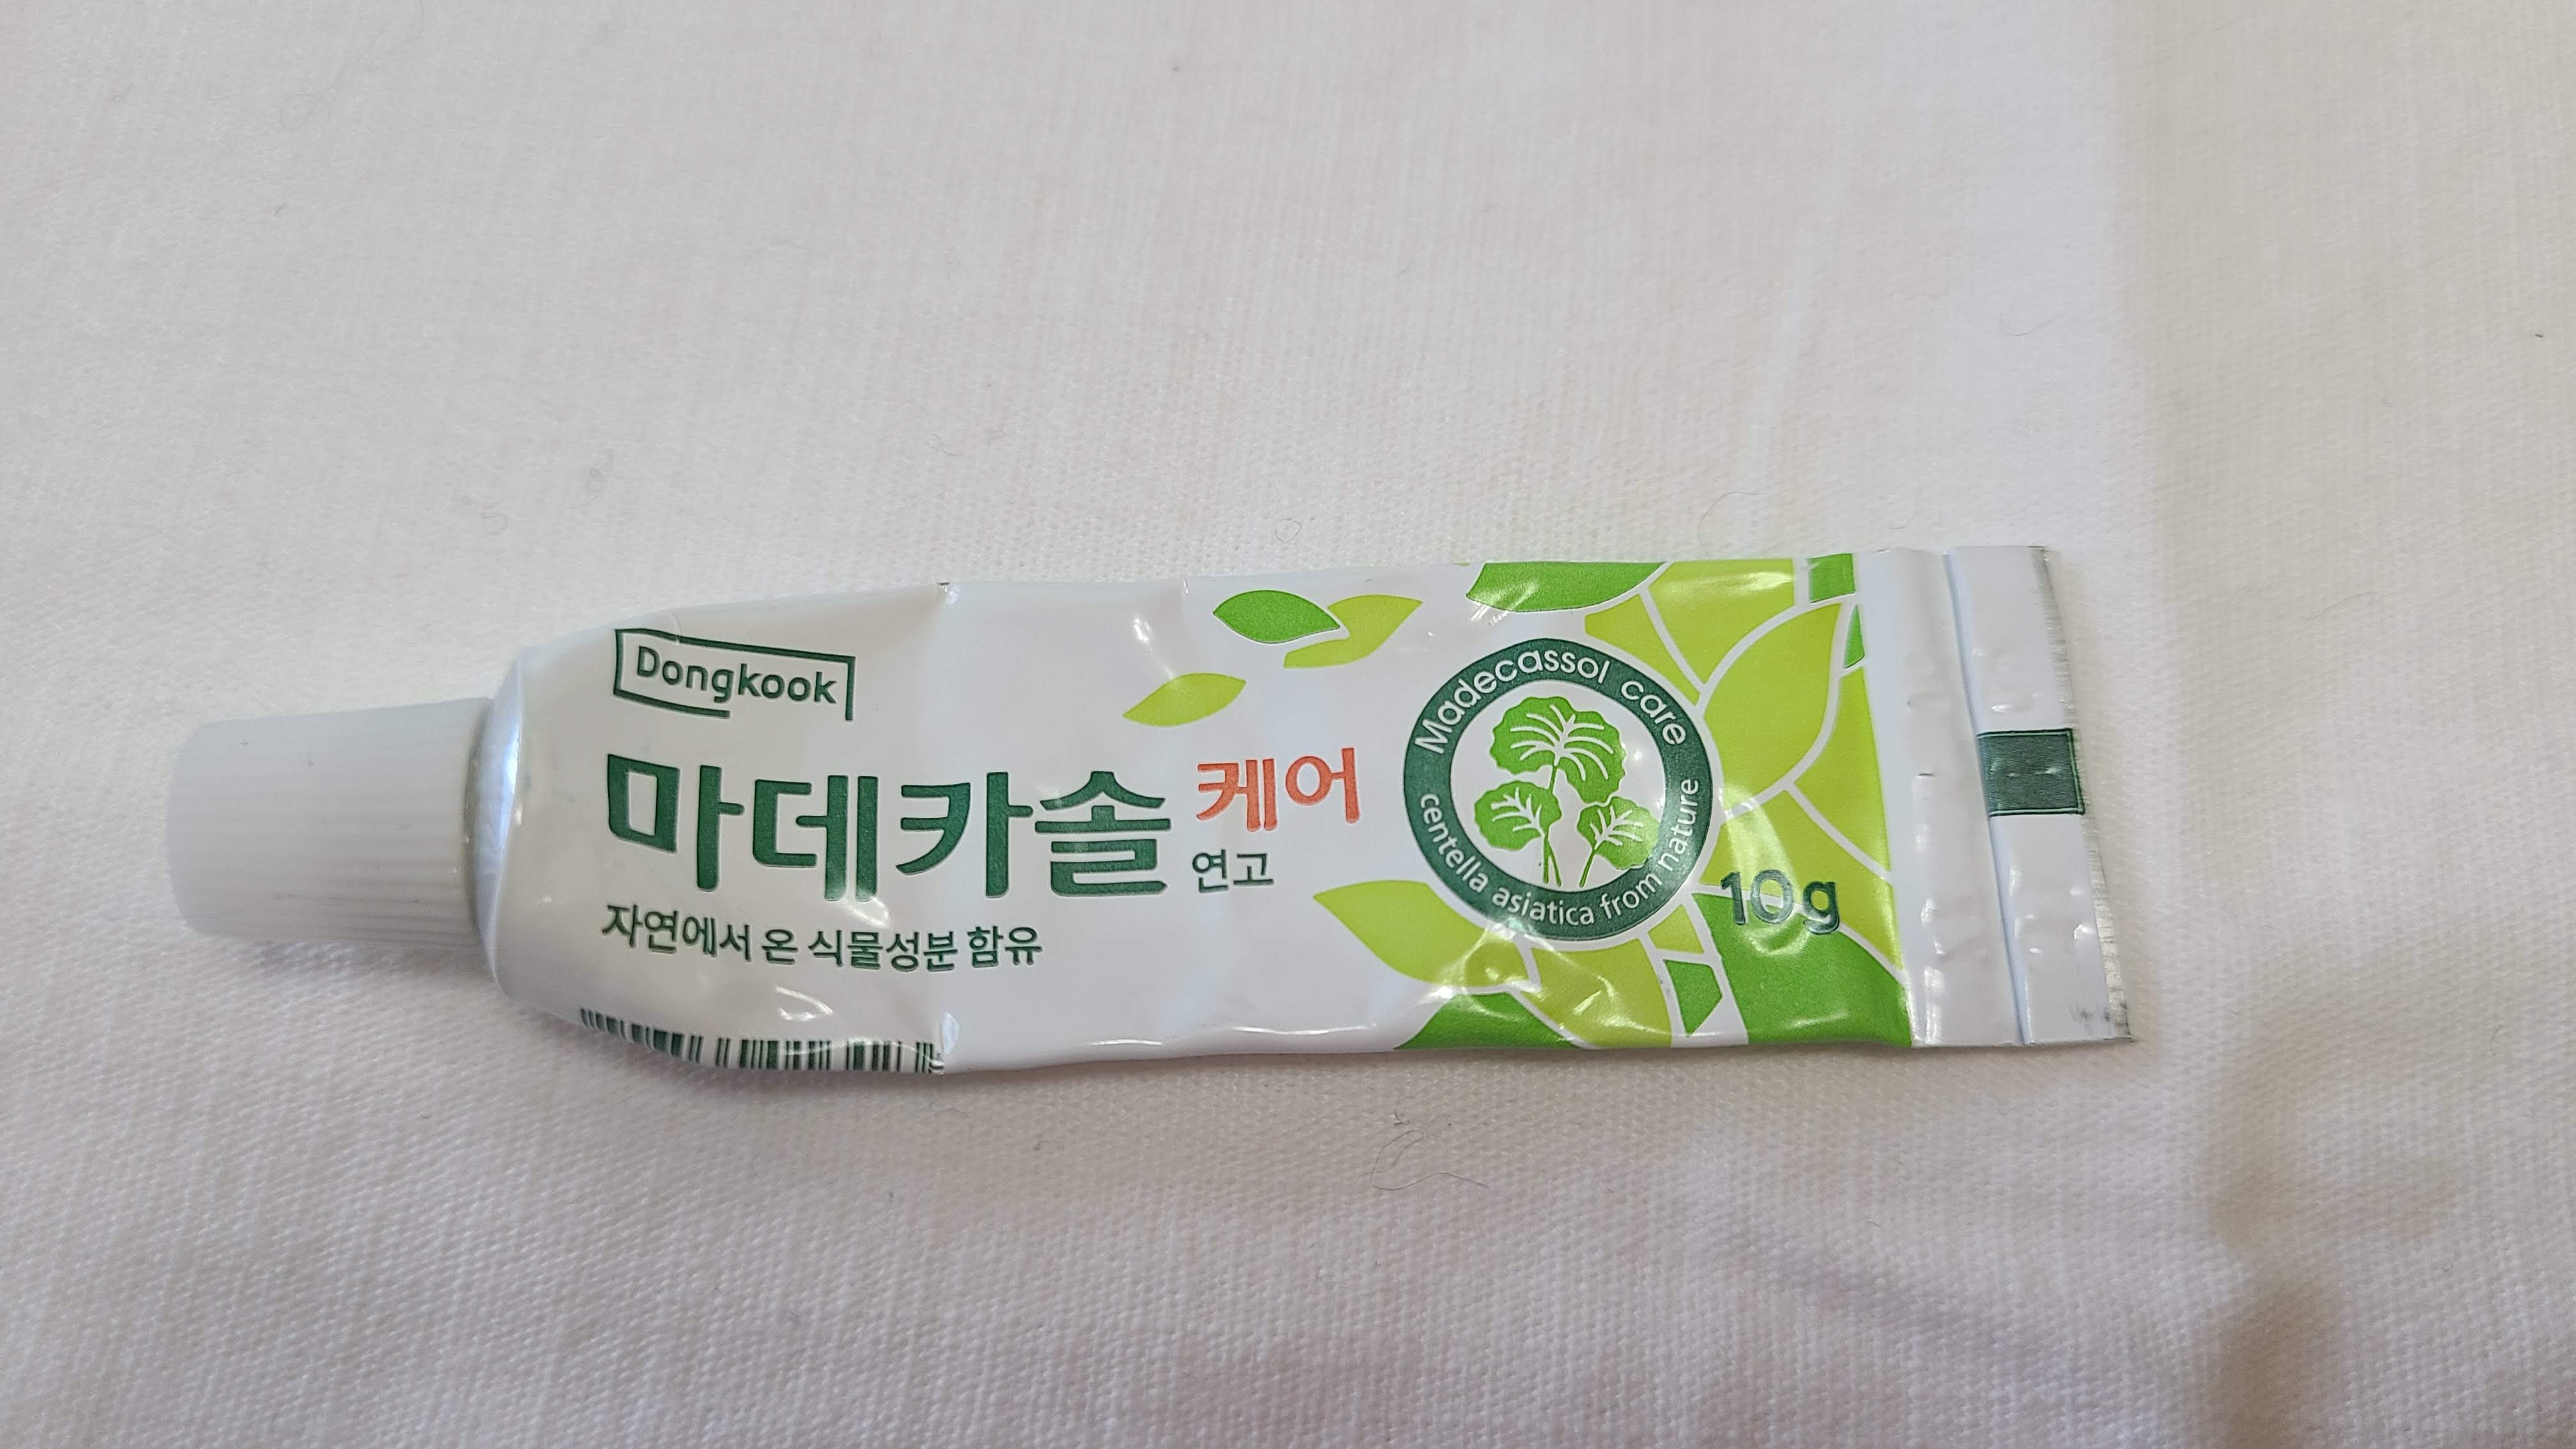 Dongkook
마데카솔 케어
연고
자연에서 온 식물성분 함유
Madecassol care
centella asiatica from nature
10g